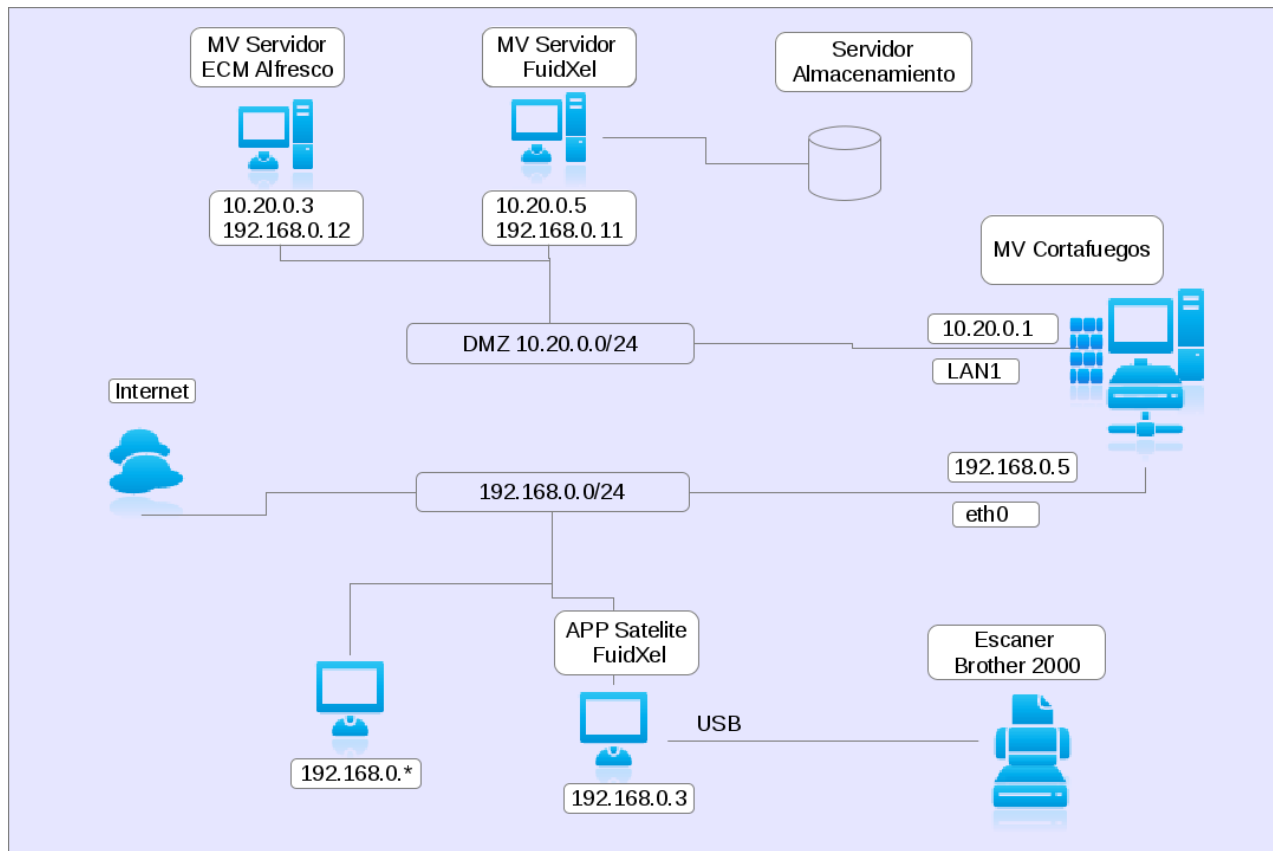 MV Servidor
ECM Alfresco
MV Servidor
FuidXel
Servidor
Almacenamiento
10.20.0.3
192.168.0.12
10.20.0.5
192.168.0.11
MV Cortafuegos
DMZ 10.20.0.0/24
10.20.0.1
LAN1
Internet
192.168.0.0/24
192.168.0.5
eth0
APP Satelite
FuidXel
Escaner
Brother 2000
USB
192.168.0.*
192.168.0.3